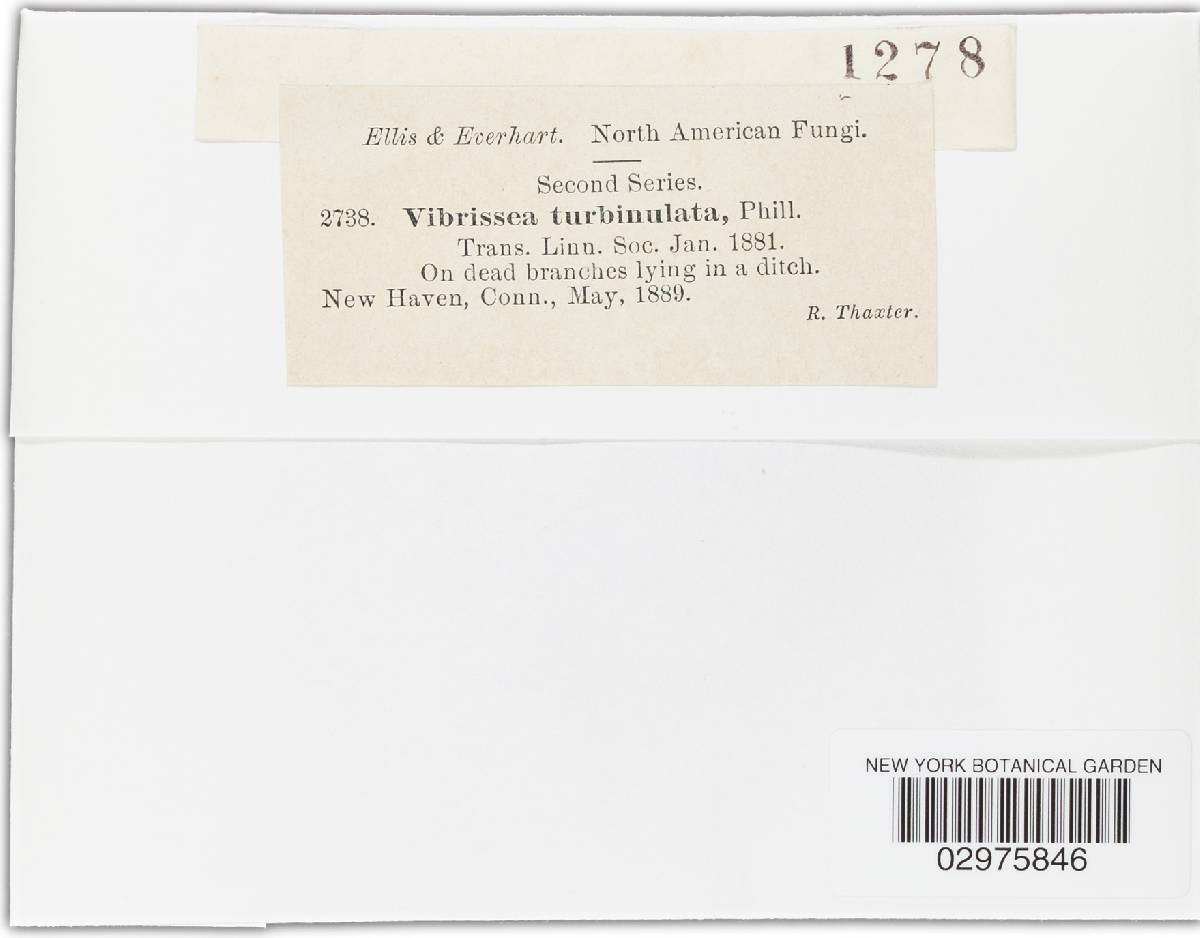 1278
Ellis & Everhart. North American Fungi.
Second Series.
2738. Vibrissea turbinulata, Phill.
Trans. Linn. Soc. Jan. 1881.
On dead branches lying in a ditch.
New Haven, Conn., May, 1889.
R. Thaxter.
NEW YORK BOTANICAL GARDEN
02975846